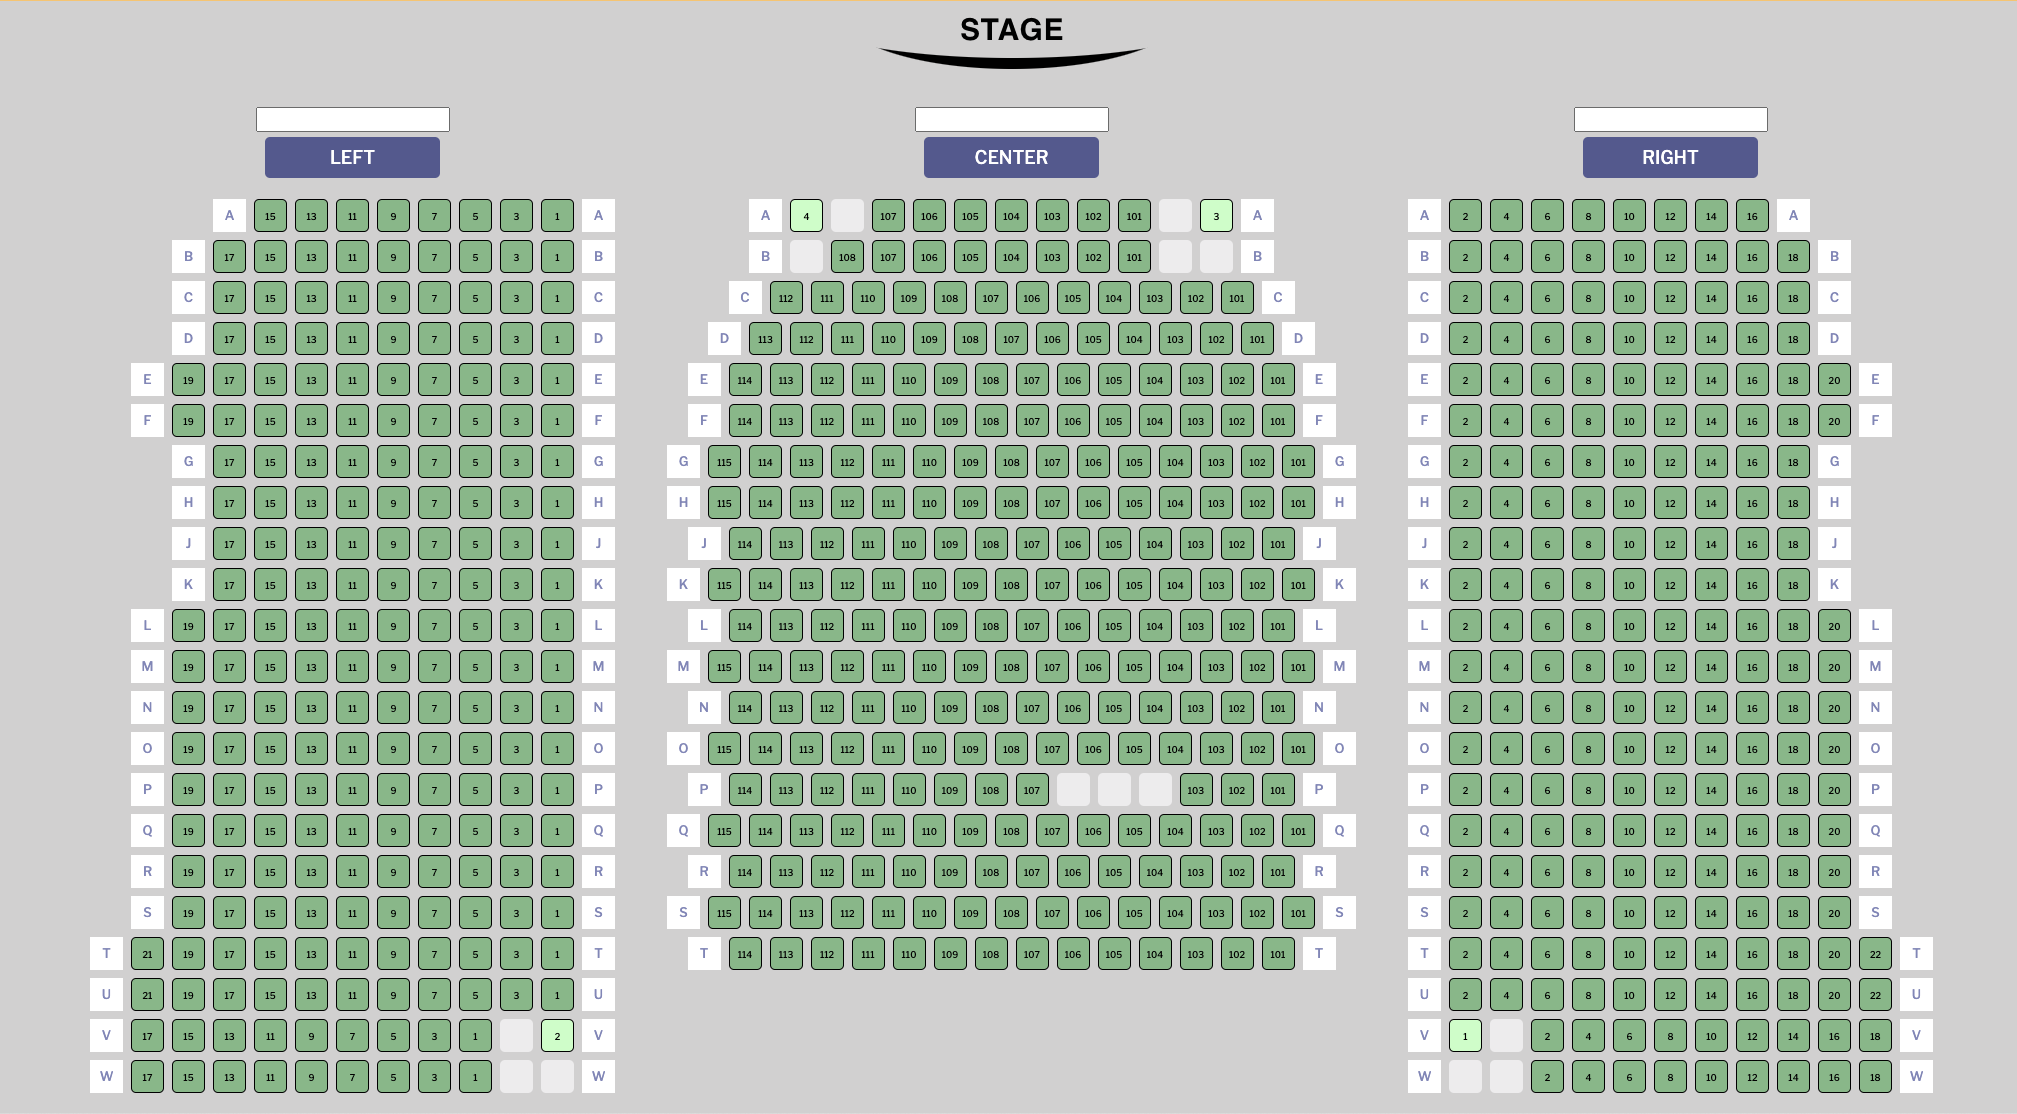 STAGE
LEFT CENTER RIGHT
A 15 13 11 9 7 5 3 1 A A 4 107 106 105 104 103 102 101 3 A A 2 4 6 8 10 12 14 16 A
B 17 15 13 11 9 7 5 3 1 B B 108 107 106 105 104 103 102 101 B B 2 4 6 8 10 12 14 16 18 B
C 17 15 13 11 9 7 5 3 1 C C 112 111 110 109 108 107 106 105 104 103 102 101 C C 2 4 6 8 10 12 14 16 18 C
D 17 15 13 11 9 7 5 3 1 D D 113 112 111 110 109 108 107 106 105 104 103 102 101 D D 2 4 6 8 10 12 14 16 18 D
E 19 17 15 13 11 9 7 5 3 1 E E 114 113 112 111 110 109 108 107 106 105 104 103 102 101 E E 2 4 6 8 10 12 14 16 18 20 E
F 19 17 15 13 11 9 7 5 3 1 F F 114 113 112 111 110 109 108 107 106 105 104 103 102 101 F F 2 4 6 8 10 12 14 16 18 20 F
G 17 15 13 11 9 7 5 3 1 G G 115 114 113 112 111 110 109 108 107 106 105 104 103 102 101 G G 2 4 6 8 10 12 14 16 18 G
H 17 15 13 11 9 7 5 3 1 H H 115 114 113 112 111 110 109 108 107 106 105 104 103 102 101 H H 2 4 6 8 10 12 14 16 18 H
J 17 15 13 11 9 7 5 3 1 J J 114 113 112 111 110 109 108 107 106 105 104 103 102 101 J J 2 4 6 8 10 12 14 16 18 J
K 17 15 13 11 9 7 5 3 1 K K 115 114 113 112 111 110 109 108 107 106 105 104 103 102 101 K K 2 4 6 8 10 12 14 16 18 K
L 19 17 15 13 11 9 7 5 3 1 L L 114 113 112 111 110 109 108 107 106 105 104 103 102 101 L L 2 4 6 8 10 12 14 16 18 20 L
M 19 17 15 13 11 9 7 5 3 1 M M 115 114 113 112 111 110 109 108 107 106 105 104 103 102 101 M M 2 4 6 8 10 12 14 16 18 20 M
N 19 17 15 13 11 9 7 5 3 1 N N 114 113 112 111 110 109 108 107 106 105 104 103 102 101 N N 2 4 6 8 10 12 14 16 18 20 N
O 19 17 15 13 11 9 7 5 3 1 O O 115 114 113 112 111 110 109 108 107 106 105 104 103 102 101 O O 2 4 6 8 10 12 14 16 18 20 O
P 19 17 15 13 11 9 7 5 3 1 P P 114 113 112 111 110 109 108 107 103 102 101 P P 2 4 6 8 10 12 14 16 18 20 P
Q 19 17 15 13 11 9 7 5 3 1 Q Q 115 114 113 112 111 110 109 108 107 106 105 104 103 102 101 Q Q 2 4 6 8 10 12 14 16 18 20 Q
R 19 17 15 13 11 9 7 5 3 1 R R 114 113 112 111 110 109 108 107 106 105 104 103 102 101 R R 2 4 6 8 10 12 14 16 18 20 R
S 19 17 15 13 11 9 7 5 3 1 S S 115 114 113 112 111 110 109 108 107 106 105 104 103 102 101 S S 2 4 6 8 10 12 14 16 18 20 S
T 21 19 17 15 13 11 9 7 5 3 1 T T 114 113 112 111 110 109 108 107 106 105 104 103 102 101 T T 2 4 6 8 10 12 14 16 18 20 22 T
U 21 19 17 15 13 11 9 7 5 3 1 U U 2 4 6 8 10 12 14 16 18 20 22 U
V 17 15 13 11 9 7 5 3 1 2 V V 1 2 4 6 8 10 12 14 16 18 V
W 17 15 13 11 9 7 5 3 1 W W 2 4 6 8 10 12 14 16 18 W